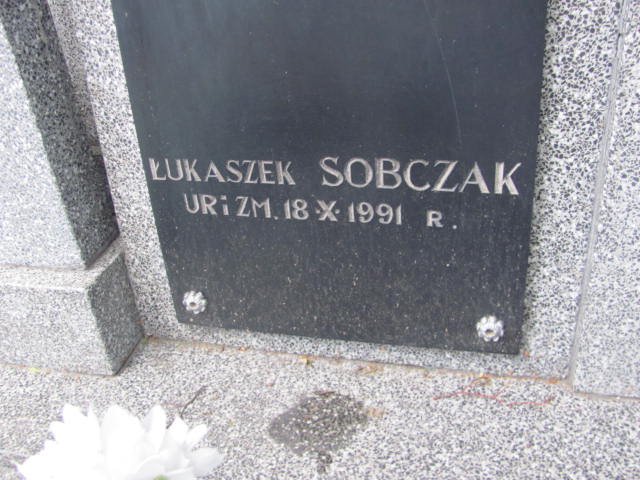 ŁUKASZEK SOBCZAK
UR i ZM. 18·X·1991 R.